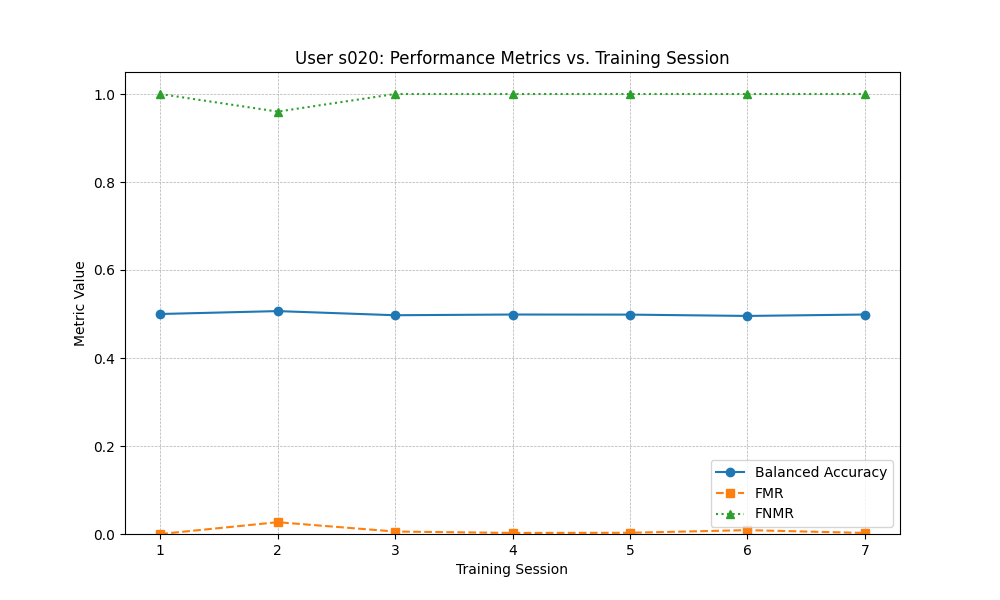 User s020: Performance Metrics vs. Training Session
1.0
0.8
0.6
0.4
0.2
0.0
Metric Value
Balanced Accuracy
FMR
FNMR
1 2 3 4 5 6 7
Training Session